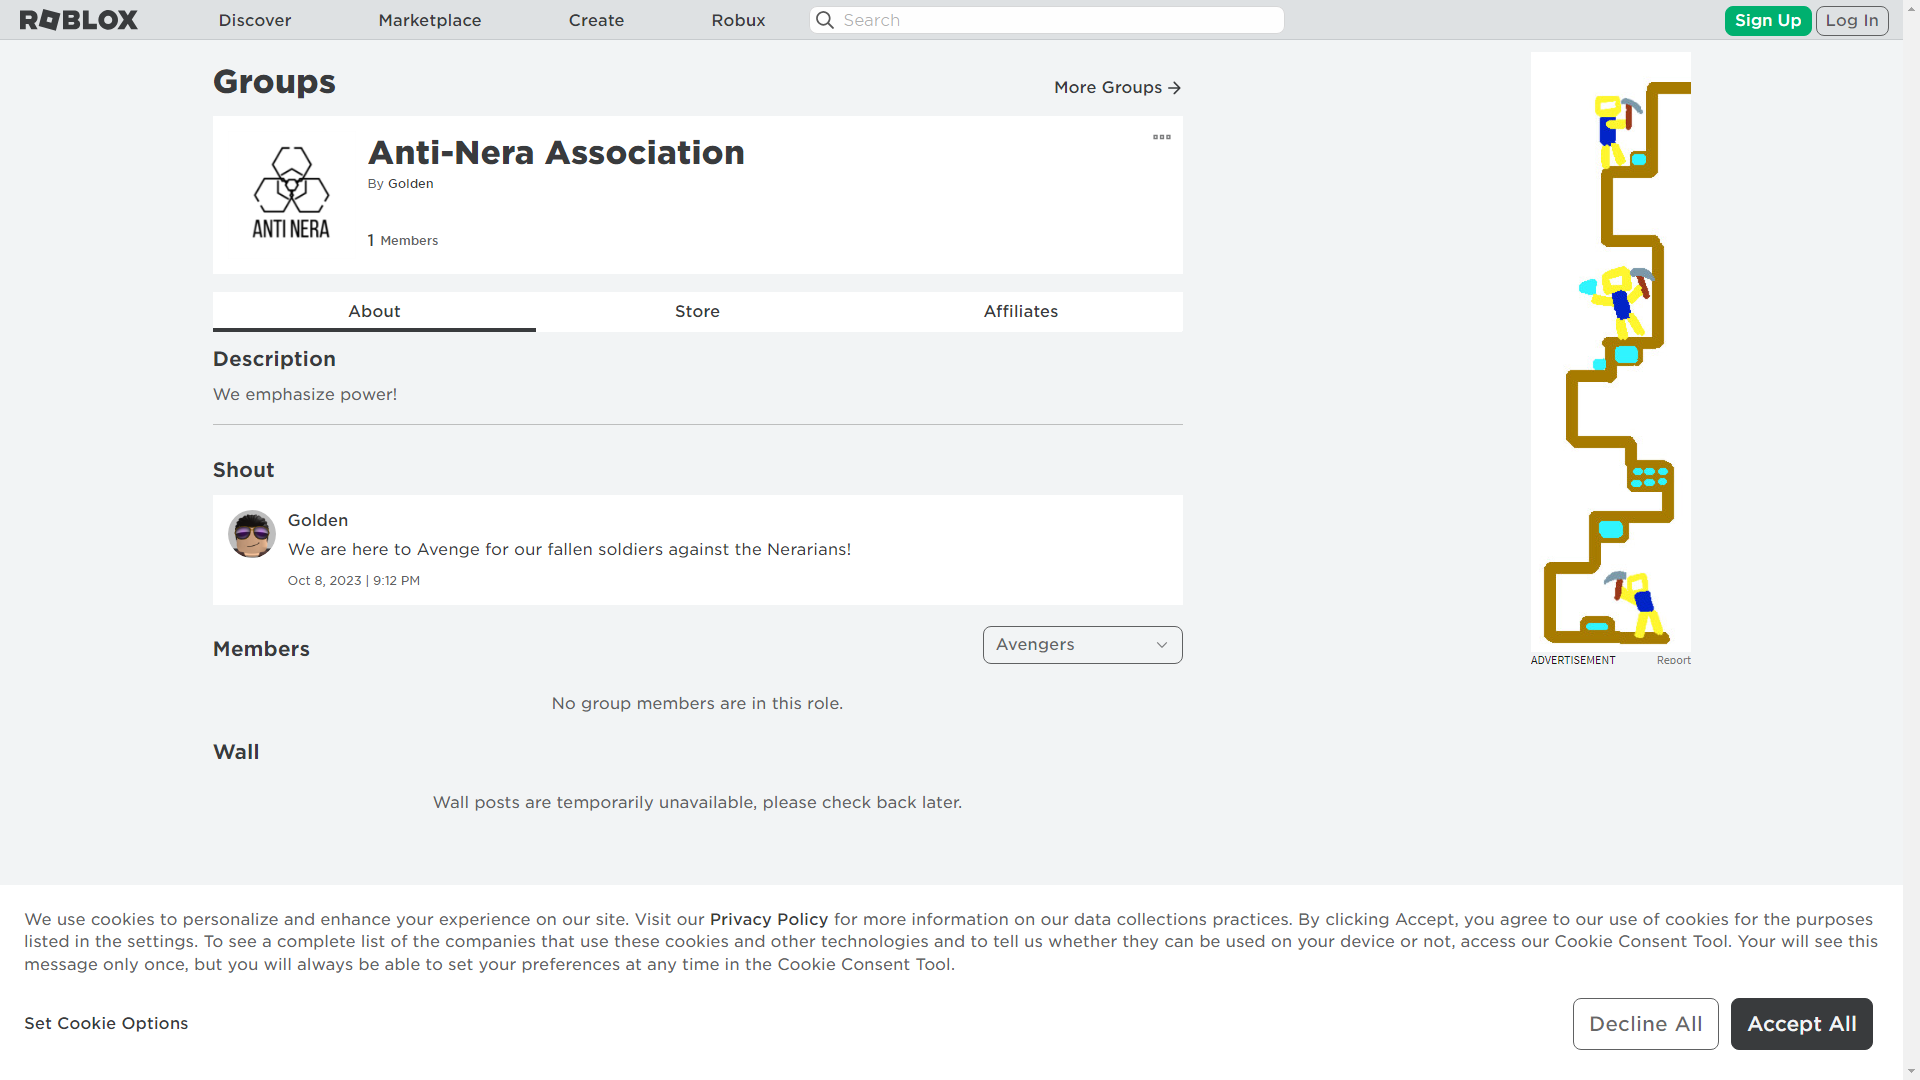 ROBLOX
Discover
Marketplace
Create
Robux
Search
Sign Up
Log In
Groups
More Groups
ANTI NERA
Anti-Nera Association
By Golden
1 Members
About
Store
Affiliates
Description
We emphasize power!
Shout
Golden
We are here to Avenge for our fallen soldiers against the Nerarians!
Oct 8, 2023 | 9:12 PM
Members
Avengers
No group members are in this role.
Wall
Wall posts are temporarily unavailable, please check back later.
ADVERTISEMENT
Report
We use cookies to personalize and enhance your experience on our site. Visit our Privacy Policy for more information on our data collections practices. By clicking Accept, you agree to our use of cookies for the purposes
listed in the settings. To see a complete list of the companies that use these cookies and other technologies and to tell us whether they can be used on your device or not, access our Cookie Consent Tool. Your will see this
message only once, but you will always be able to set your preferences at any time in the Cookie Consent Tool.
Set Cookie Options
Decline All
Accept All